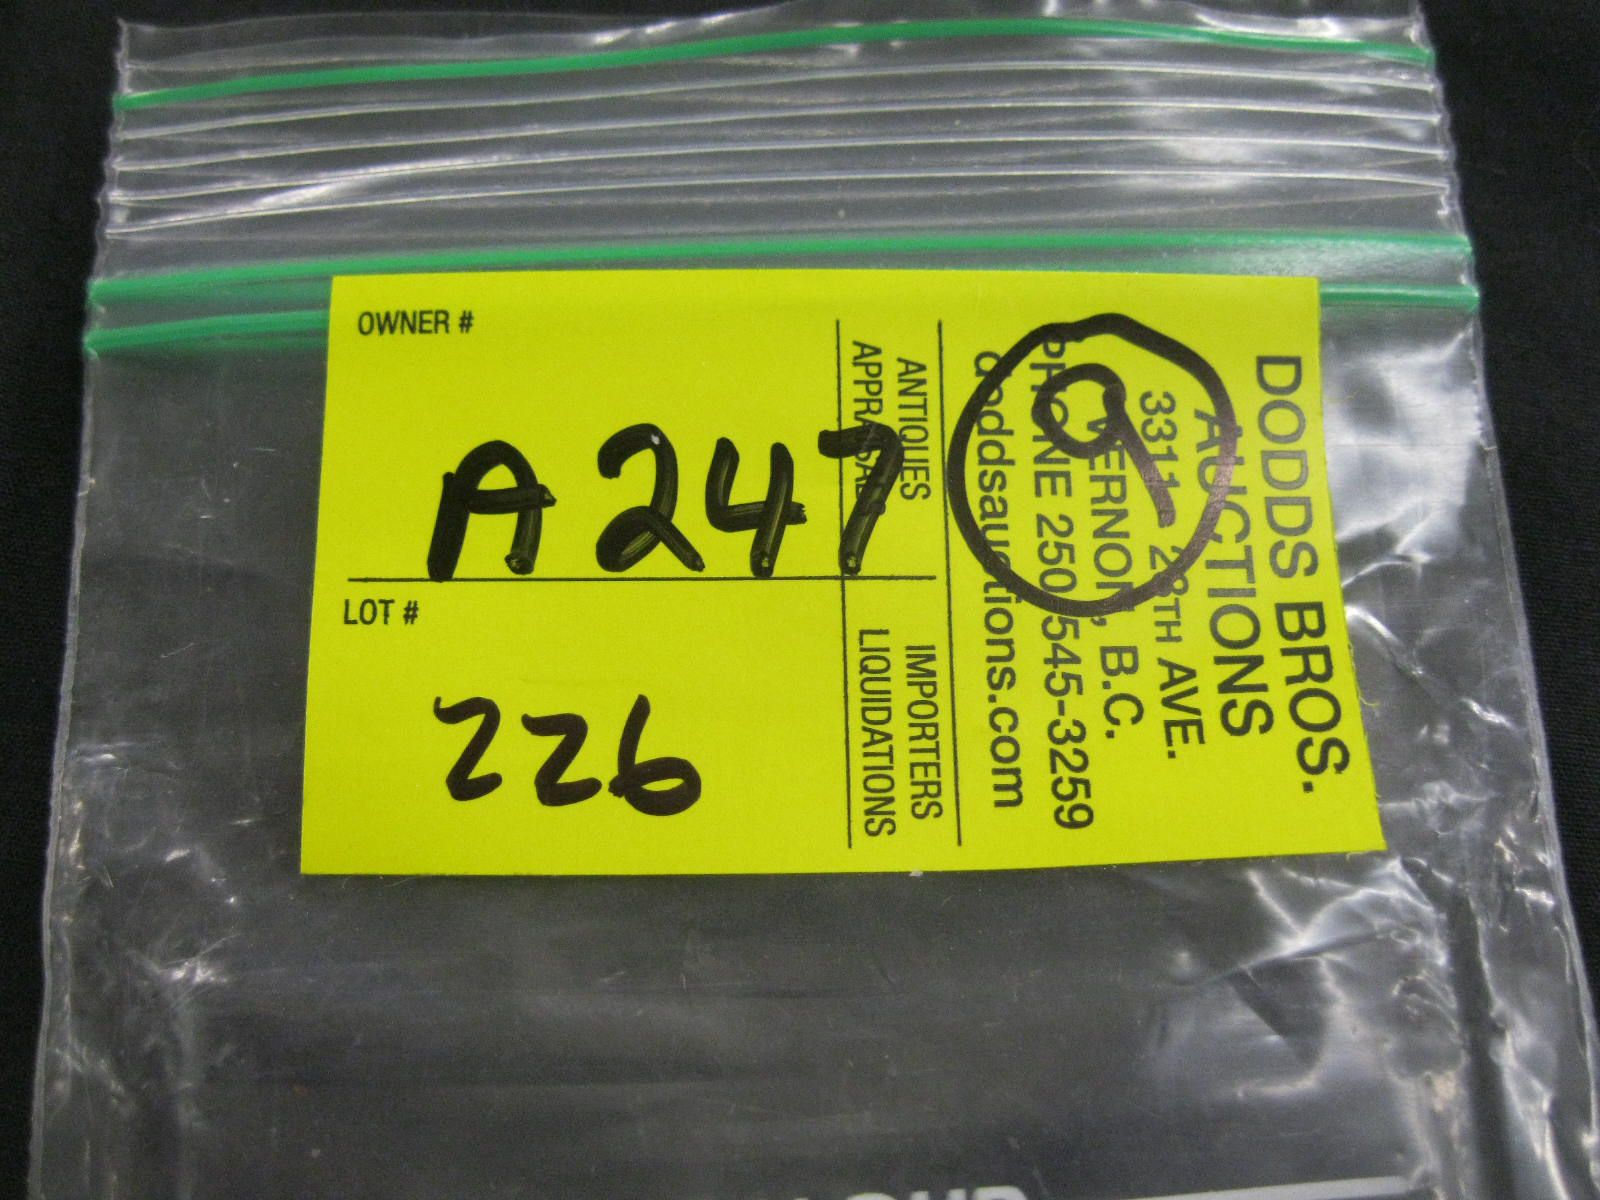 OWNER #
A247
LOT #
226
ANTIQUES
APPRAISALS
IMPORTERS
LIQUIDATIONS
9
DODDS BROS.
AUCTIONS
3311 - 28TH AVE.
VERNON, B.C.
PHONE 250 545-3259
doddsauctions.com